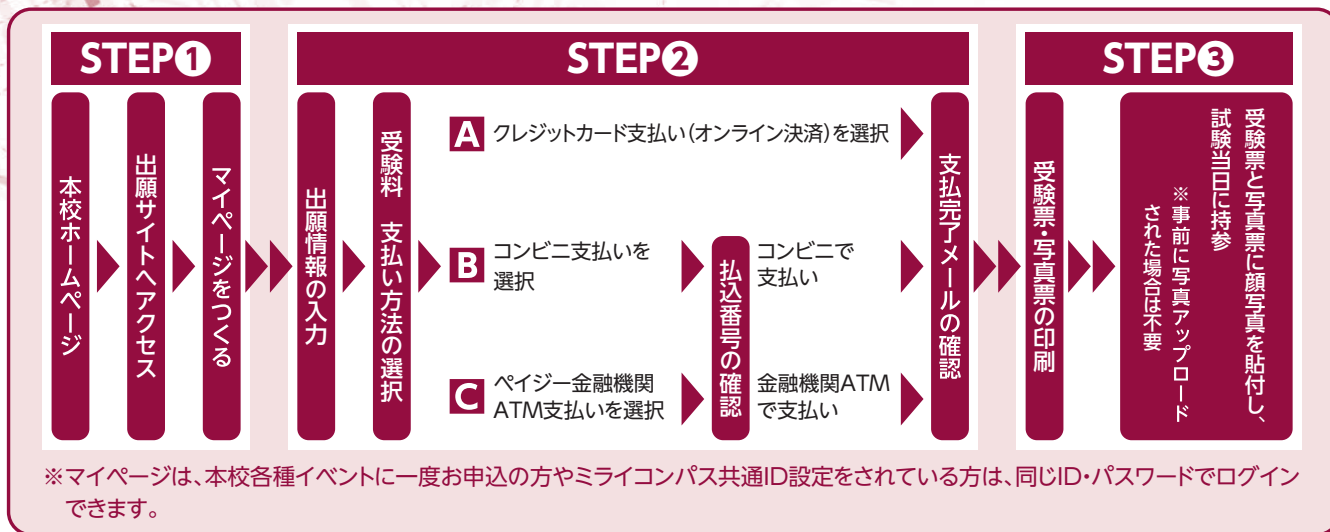 STEP❶
本校ホームページ
出願サイトへアクセス
マイページをつくる
STEP❷
出願情報の入力
受験料　支払い方法の選択
A クレジットカード支払い（オンライン決済）を選択
B コンビニ支払いを
選択
C ペイジー金融機関
ATM支払いを選択
払込番号の確認
コンビニで
支払い
金融機関ATM
で支払い
支払完了メールの確認
STEP❸
受験票・写真票の印刷
受験票と写真票に顔写真を貼付し、
試験当日に持参
※事前に写真アップロード
された場合は不要
※マイページは、本校各種イベントに一度お申込の方やミライコンパス共通ID設定をされている方は、同じID・パスワードでログイン
できます。